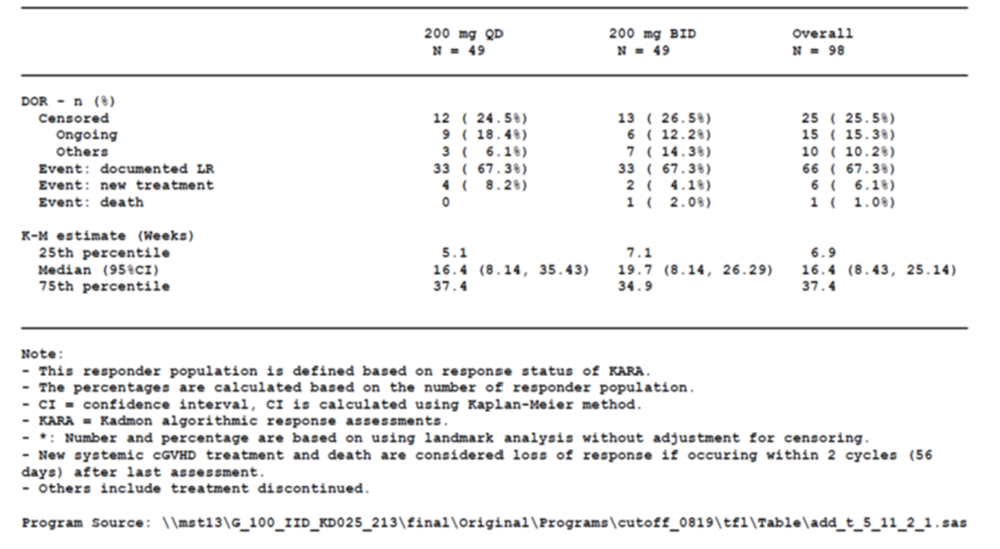 200 mg QD 200 mg BID Overall
N = 49 N = 49 N = 98
DOR - n (%)
Censored 12 ( 24.5%) 13 ( 26.5%) 25 ( 25.5%)
Ongoing 9 ( 18.4%) 6 ( 12.2%) 15 ( 15.3%)
Others 3 ( 6.1%) 7 ( 14.3%) 10 ( 10.2%)
Event: documented LR 33 ( 67.3%) 33 ( 67.3%) 66 ( 67.3%)
Event: new treatment 4 ( 8.2%) 2 ( 4.1%) 6 ( 6.1%)
Event: death 0 1 ( 2.0%) 1 ( 1.0%)
K-M estimate (Weeks)
25th percentile 5.1 7.1 6.9
Median (95%CI) 16.4 (8.14, 35.43) 19.7 (8.14, 26.29) 16.4 (8.43, 25.14)
75th percentile 37.4 34.9 37.4
Note:
- This responder population is defined based on response status of KARA.
- The percentages are calculated based on the number of responder population.
- CI = confidence interval, CI is calculated using Kaplan-Meier method.
- KARA = Kadmon algorithmic response assessments.
- *: Number and percentage are based on using landmark analysis without adjustment for censoring.
- New systemic cGVHD treatment and death are considered loss of response if occuring within 2 cycles (56
days) after last assessment.
- Others include treatment discontinued.
Program Source: \\mst13\G_100_IID_KD025_213\final\Original\Programs\cutoff_0819\tfl\Table\add_t_5_11_2_1.sas